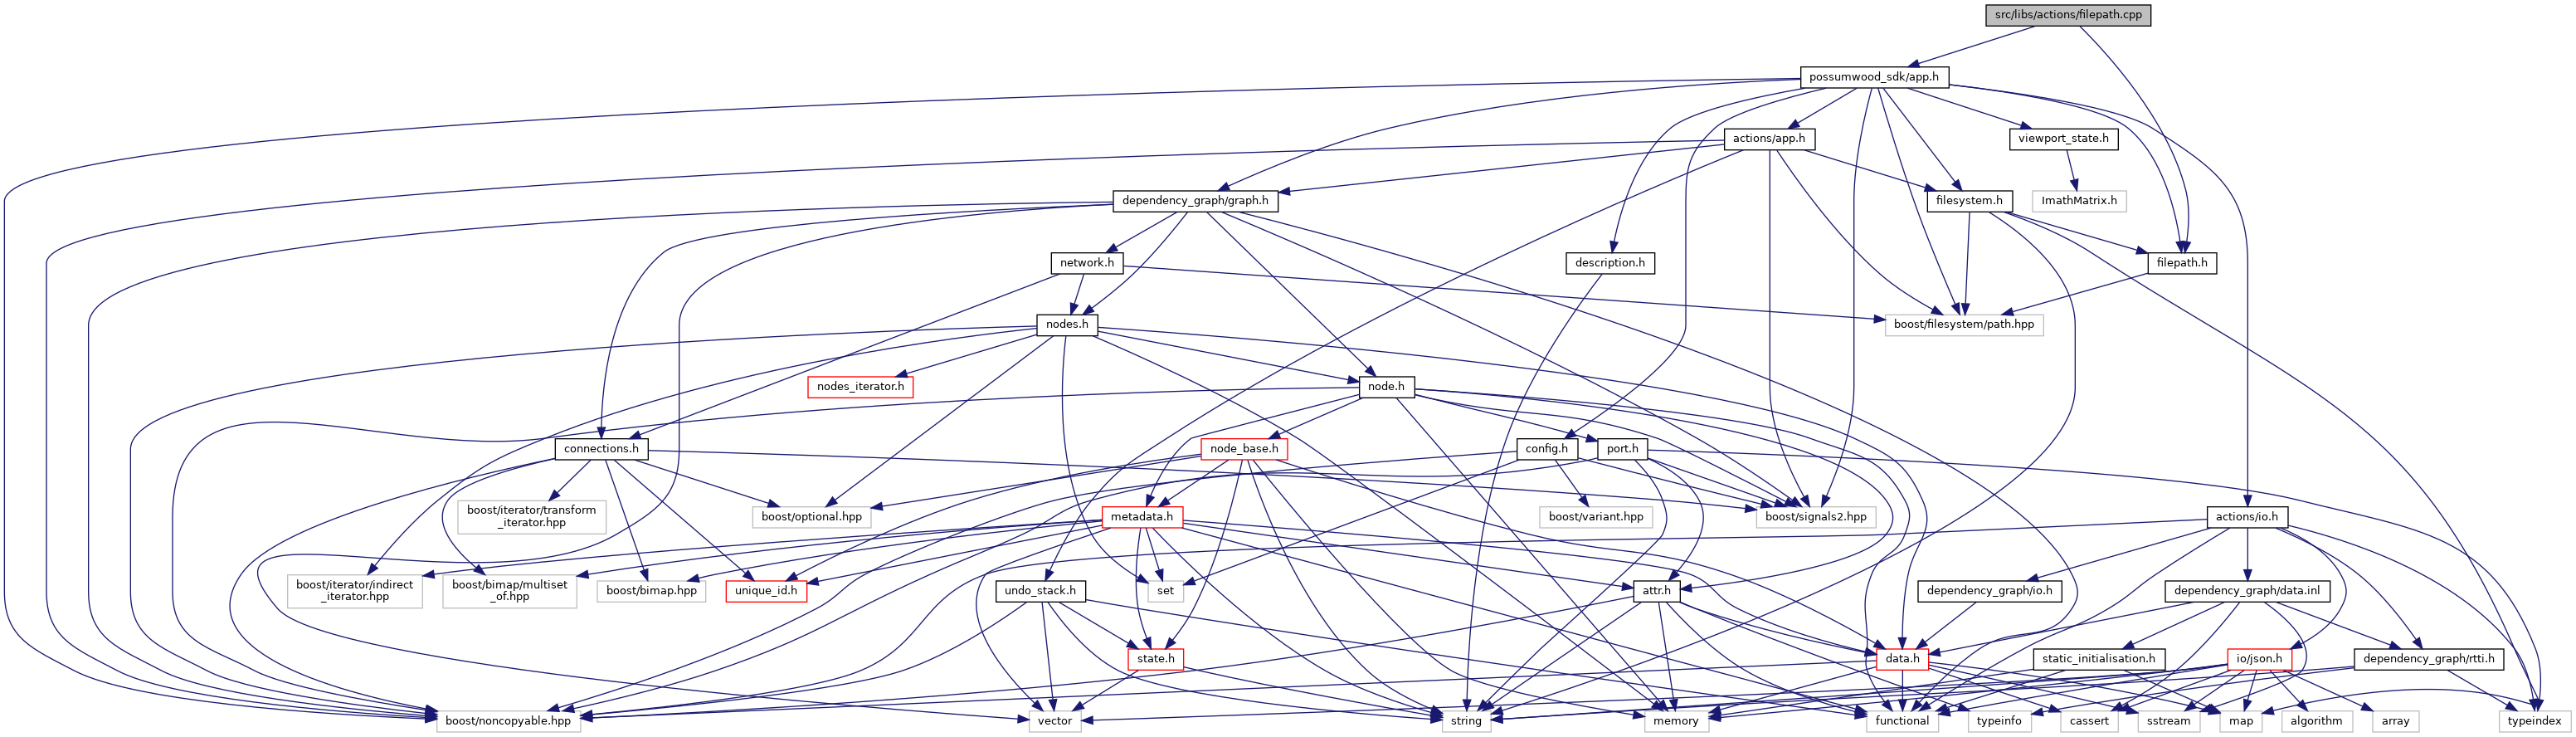 src/libs/actions/filepath.cpp
possumwood_sdk/app.h
actions/app.h
viewport_state.h
dependency_graph/graph.h
filesystem.h
ImathMatrix.h
network.h
description.h
filepath.h
nodes.h
boost/filesystem/path.hpp
nodes_iterator.h
node.h
connections.h
node_base.h
config.h
port.h
boost/iterator/transform
_iterator.hpp
boost/optional.hpp
metadata.h
boost/variant.hpp
boost/signals2.hpp
actions/io.h
boost/iterator/indirect
_iterator.hpp
boost/bimap/multiset
_of.hpp
boost/bimap.hpp
unique_id.h
undo_stack.h
set
attr.h
dependency_graph/io.h
dependency_graph/data.inl
state.h
data.h
static_initialisation.h
io/json.h
dependency_graph/rtti.h
boost/noncopyable.hpp
vector
string
memory
functional
typeinfo
cassert
sstream
map
algorithm
array
typeindex